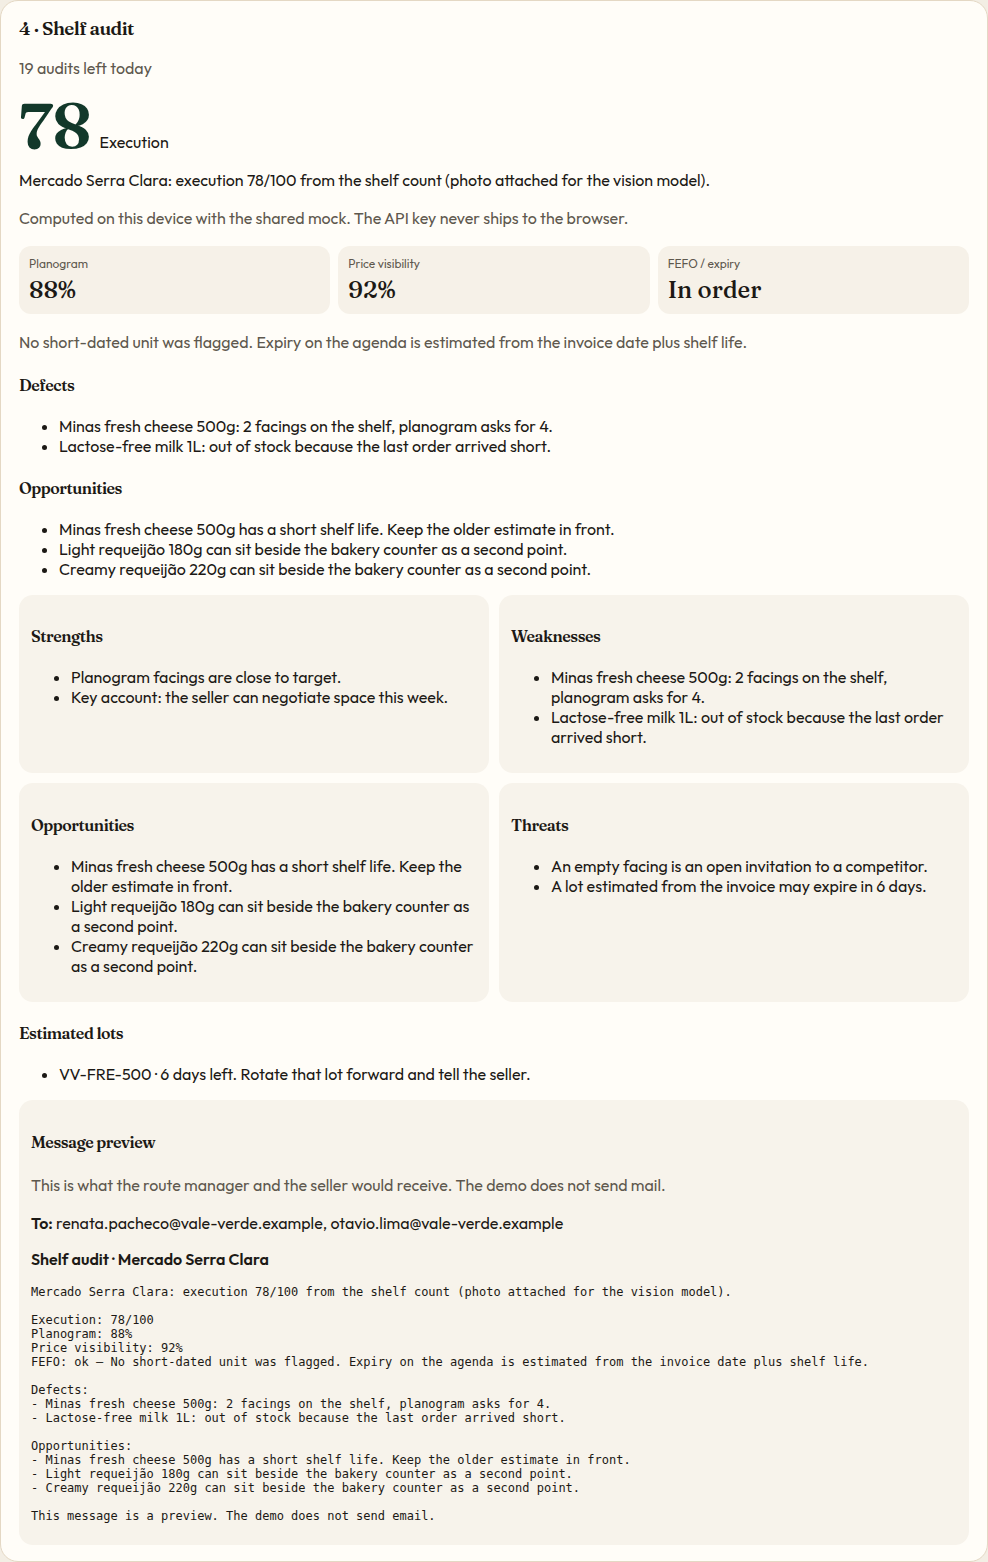 4 · Shelf audit
19 audits left today
78 Execution
Mercado Serra Clara: execution 78/100 from the shelf count (photo attached for the vision model).
Computed on this device with the shared mock. The API key never ships to the browser.
Planogram
88%
Price visibility
92%
FEFO / expiry
In order
No short-dated unit was flagged. Expiry on the agenda is estimated from the invoice date plus shelf life.
Defects
• Minas fresh cheese 500g: 2 facings on the shelf, planogram asks for 4.
• Lactose-free milk 1L: out of stock because the last order arrived short.
Opportunities
• Minas fresh cheese 500g has a short shelf life. Keep the older estimate in front.
• Light requeijão 180g can sit beside the bakery counter as a second point.
• Creamy requeijão 220g can sit beside the bakery counter as a second point.
Strengths
• Planogram facings are close to target.
• Key account: the seller can negotiate space this week.
Weaknesses
• Minas fresh cheese 500g: 2 facings on the shelf,
planogram asks for 4.
• Lactose-free milk 1L: out of stock because the last order
arrived short.
Opportunities
• Minas fresh cheese 500g has a short shelf life. Keep the
older estimate in front.
• Light requeijão 180g can sit beside the bakery counter as
a second point.
• Creamy requeijão 220g can sit beside the bakery counter
as a second point.
Threats
• An empty facing is an open invitation to a competitor.
• A lot estimated from the invoice may expire in 6 days.
Estimated lots
• VV-FRE-500 · 6 days left. Rotate that lot forward and tell the seller.
Message preview
This is what the route manager and the seller would receive. The demo does not send mail.
To: renata.pacheco@vale-verde.example, otavio.lima@vale-verde.example
Shelf audit · Mercado Serra Clara
Mercado Serra Clara: execution 78/100 from the shelf count (photo attached for the vision model).
Execution: 78/100
Planogram: 88%
Price visibility: 92%
FEFO: ok — No short-dated unit was flagged. Expiry on the agenda is estimated from the invoice date plus shelf life.
Defects:
- Minas fresh cheese 500g: 2 facings on the shelf, planogram asks for 4.
- Lactose-free milk 1L: out of stock because the last order arrived short.
Opportunities:
- Minas fresh cheese 500g has a short shelf life. Keep the older estimate in front.
- Light requeijão 180g can sit beside the bakery counter as a second point.
- Creamy requeijão 220g can sit beside the bakery counter as a second point.
This message is a preview. The demo does not send email.